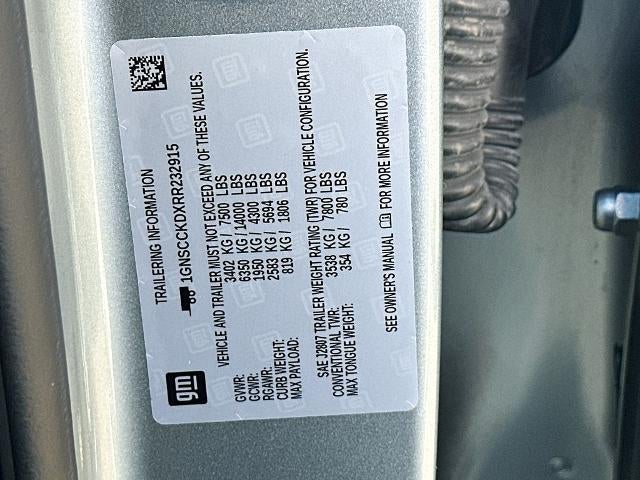 TRAILERING INFORMATION
1GNSCCKDXRR232915
gm
VEHICLE AND TRAILER MUST NOT EXCEED ANY OF THESE VALUES.
GVWR: 3402 KG / 7500 LBS
GCWR: 6350 KG / 14000 LBS
RGAWR: 1950 KG / 4300 LBS
CURB WEIGHT: 2583 KG / 5694 LBS
MAX PAYLOAD: 819 KG / 1806 LBS
SAE J2807 TRAILER WEIGHT RATING (TWR) FOR VEHICLE CONFIGURATION.
CONVENTIONAL TWR: 3538 KG / 7800 LBS
MAX TONGUE WEIGHT: 354 KG / 780 LBS
SEE OWNER'S MANUAL FOR MORE INFORMATION